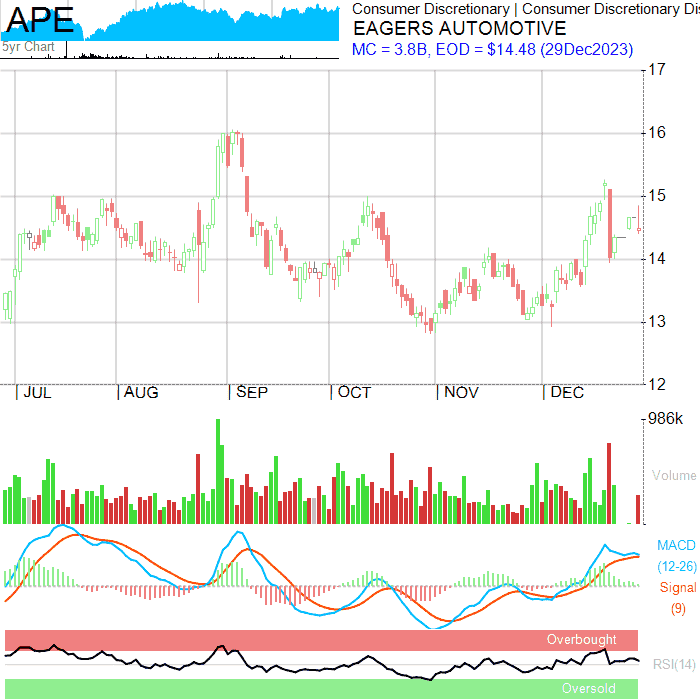 APE
5yr Chart
Consumer Discretionary | Consumer Discretionary Dis
EAGERS AUTOMOTIVE
MC = 3.8B, EOD = $14.48 (29Dec2023)
17
16
15
14
13
12
JUL AUG SEP OCT NOV DEC
986k
Volume
MACD
(12-26)
Signal
(9)
Overbought
RSI(14)
Oversold